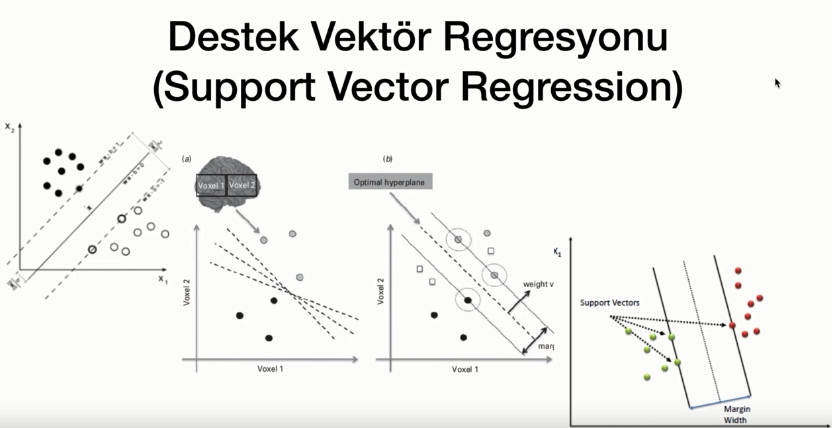 Destek Vektör Regresyonu
(Support Vector Regression)
X2
X1
(a)
Voxel 1 Voxel 2
Voxel 2
Voxel 1
(b)
Optimal hyperplane
weight v
marg
Voxel 2
Voxel 1
X1
Support Vectors
Margin
Width